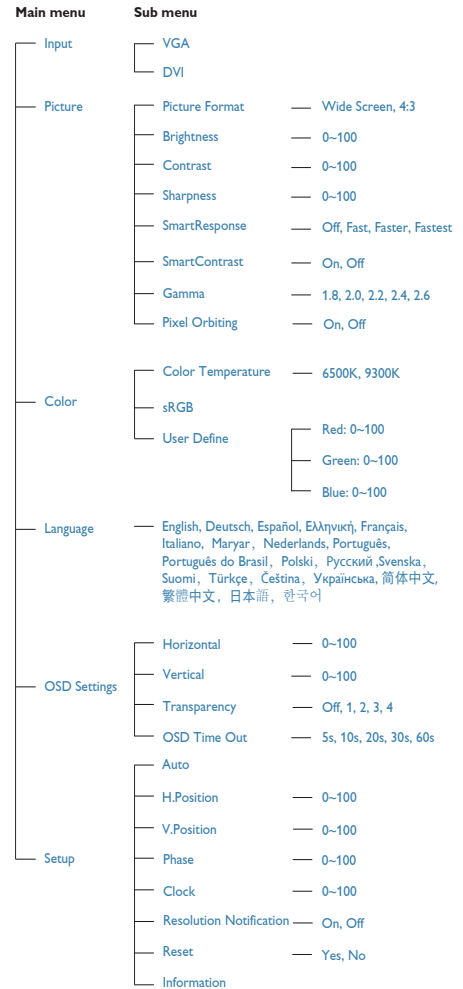 Main menu Sub menu
Input VGA
DVI
Picture Picture Format Wide Screen, 4:3
Brightness 0~100
Contrast 0~100
Sharpness 0~100
SmartResponse Off, Fast, Faster, Fastest
SmartContrast On, Off
Gamma 1.8, 2.0, 2.2, 2.4, 2.6
Pixel Orbiting On, Off
Color Temperature 6500K, 9300K
Color sRGB
User Define Red: 0~100
Green: 0~100
Blue: 0~100
Language English, Deutsch, Español, Ελληνική, Français,
Italiano, Maryar, Nederlands, Português,
Português do Brasil, Polski, Русский ,Svenska,
Suomi, Türkçe, Čeština, Українська, 简体中文,
繁體中文, 日本語, 한국어
Horizontal 0~100
Vertical 0~100
OSD Settings
Transparency Off, 1, 2, 3, 4
OSD Time Out 5s, 10s, 20s, 30s, 60s
Auto
H.Position 0~100
V.Position 0~100
Setup Phase 0~100
Clock 0~100
Resolution Notification On, Off
Reset Yes, No
Information